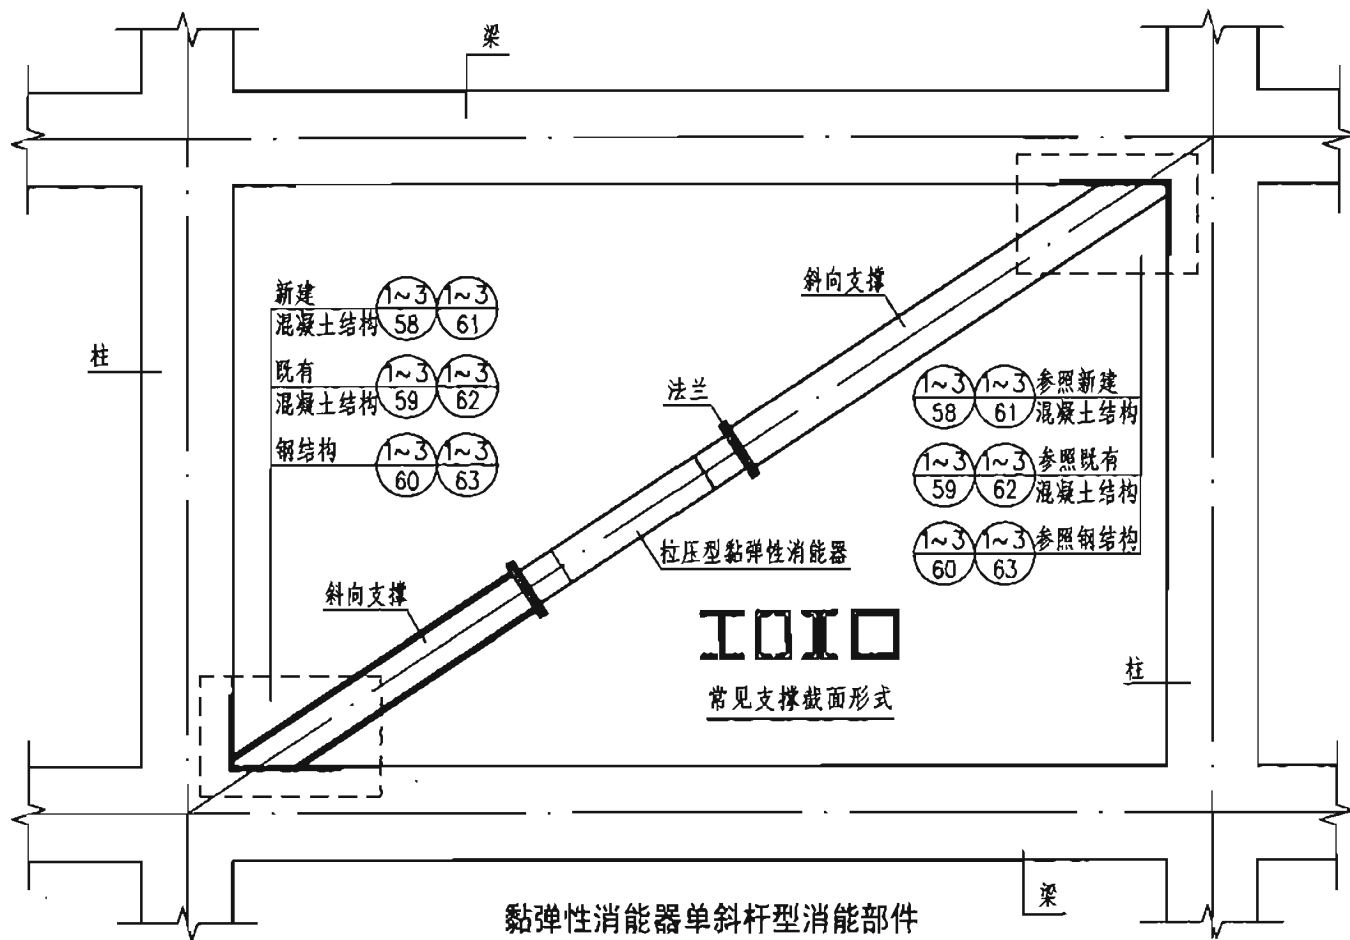 梁
斜向支撑
新建 1~3 1~3
混凝土结构 58 61
柱
既有 1~3 1~3
混凝土结构 59 62
法兰
1~3 1~3 参照新建
58 61 混凝土结构
钢结构 1~3 1~3
60 63
1~3 1~3 参照既有
59 62 混凝土结构
拉压型黏弹性消能器
1~3 1~3 参照钢结构
60 63
斜向支撑
柱
常见支撑截面形式
梁
黏弹性消能器单斜杆型消能部件